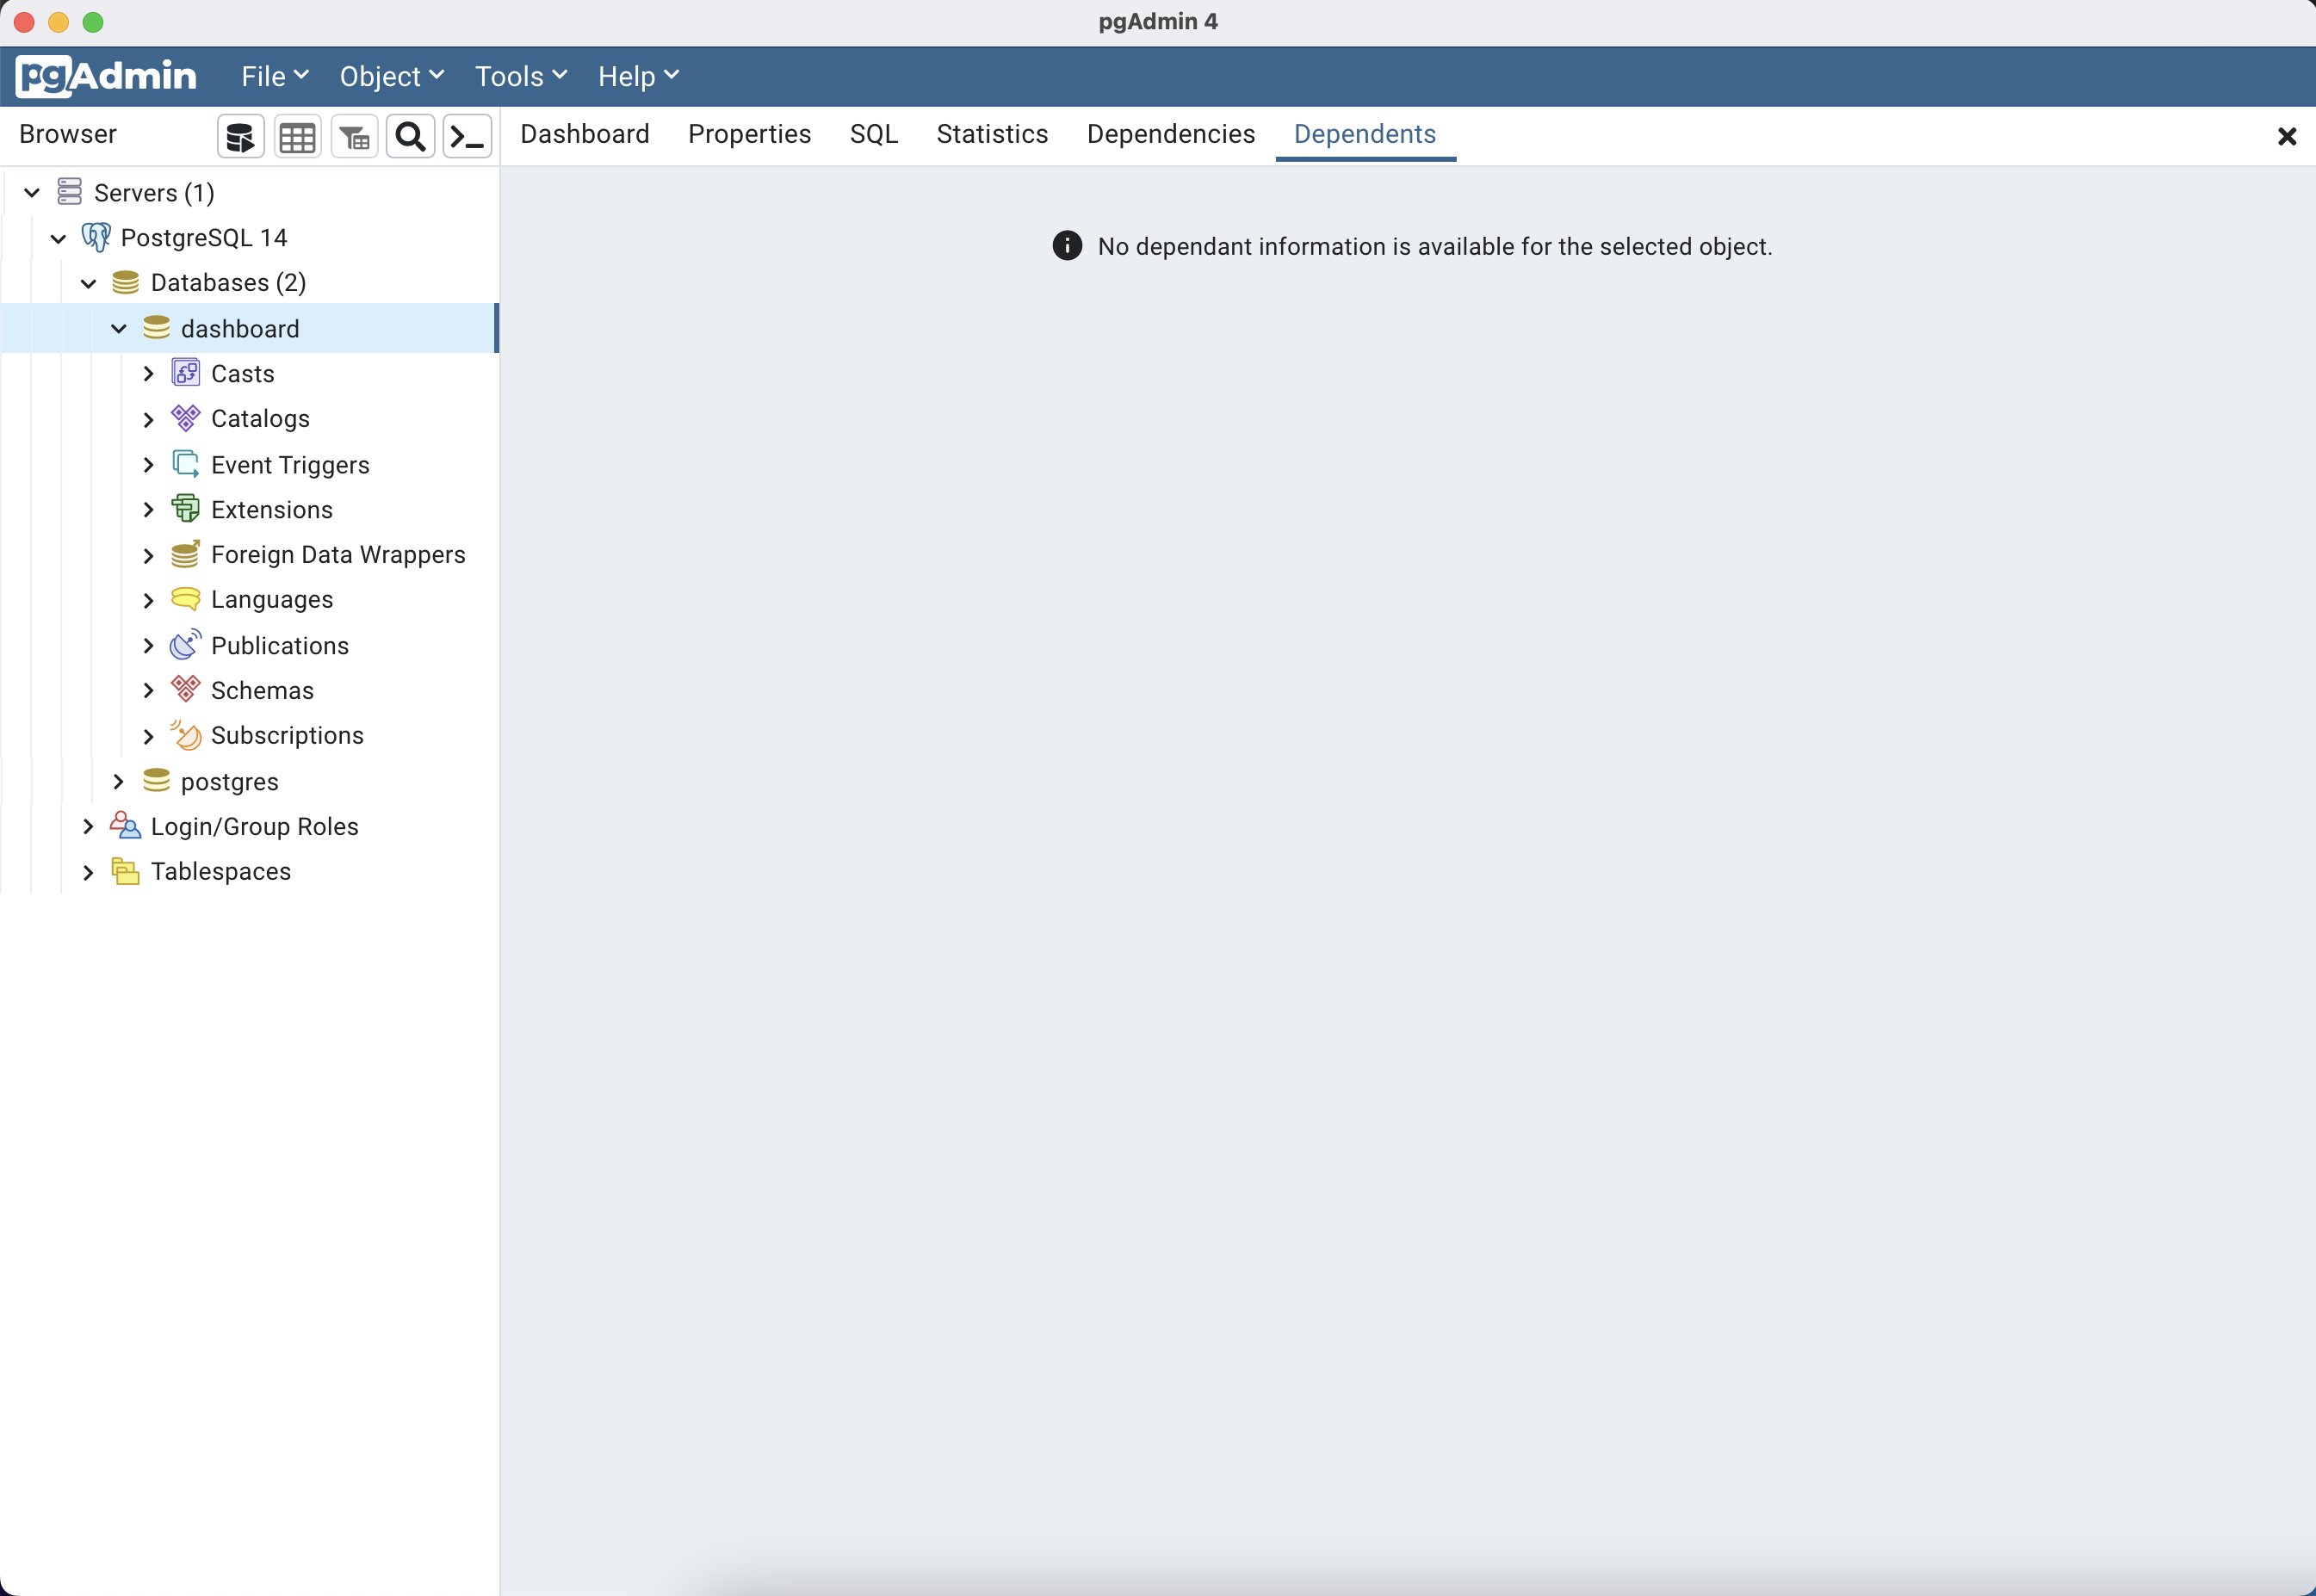 pgAdmin 4
pgAdmin File Object Tools Help
Browser Dashboard Properties SQL Statistics Dependencies Dependents
Servers (1)
PostgreSQL 14
Databases (2)
dashboard
Casts
Catalogs
Event Triggers
Extensions
Foreign Data Wrappers
Languages
Publications
Schemas
Subscriptions
postgres
Login/Group Roles
Tablespaces
No dependant information is available for the selected object.